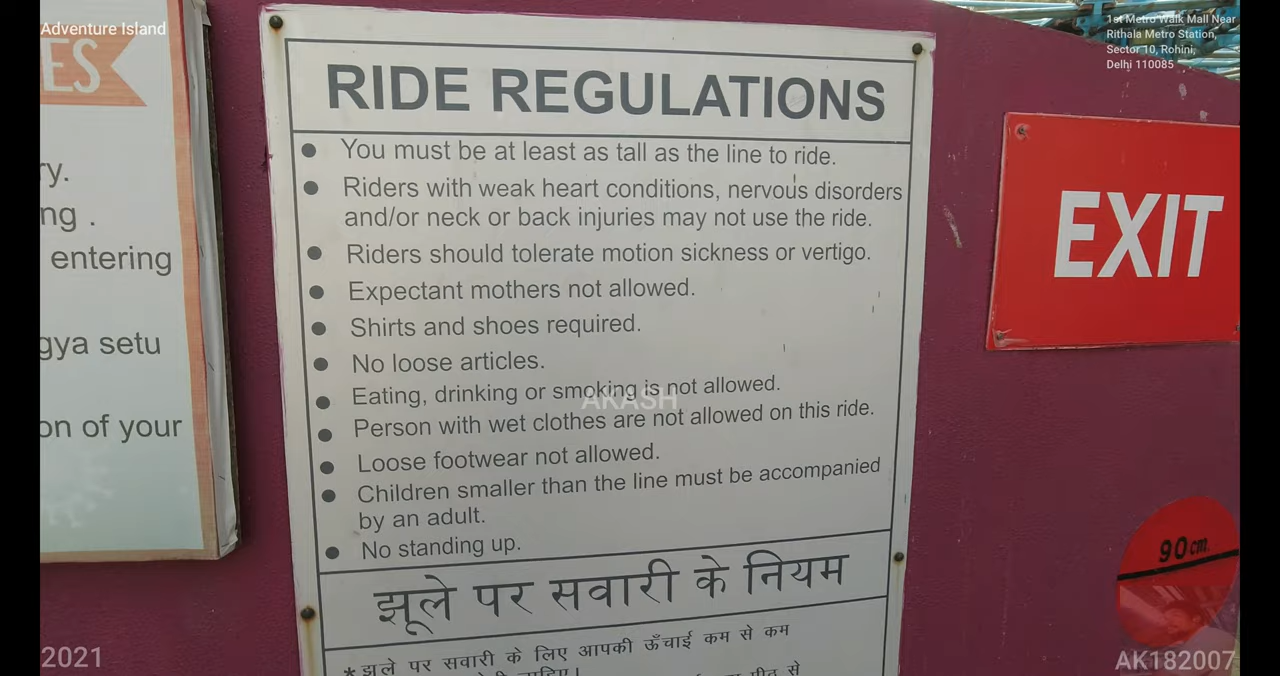 Adventure Island
1st Metro Walk Mall Near
Rithala Metro Station,
Sector 10, Rohini,
Delhi 110085
ES
ry.
ng .
entering
gya setu
on of your
RIDE REGULATIONS
● You must be at least as tall as the line to ride.
● Riders with weak heart conditions, nervous disorders
and/or neck or back injuries may not use the ride.
● Riders should tolerate motion sickness or vertigo.
● Expectant mothers not allowed.
● Shirts and shoes required.
● No loose articles.
● Eating, drinking or smoking is not allowed.
AKASH
● Person with wet clothes are not allowed on this ride.
● Loose footwear not allowed.
● Children smaller than the line must be accompanied
by an adult.
● No standing up.
झूले पर सवारी के नियम
* झूले पर सवारी के लिए आपकी ऊँचाई कम से कम
EXIT
90cm.
2021
AK182007